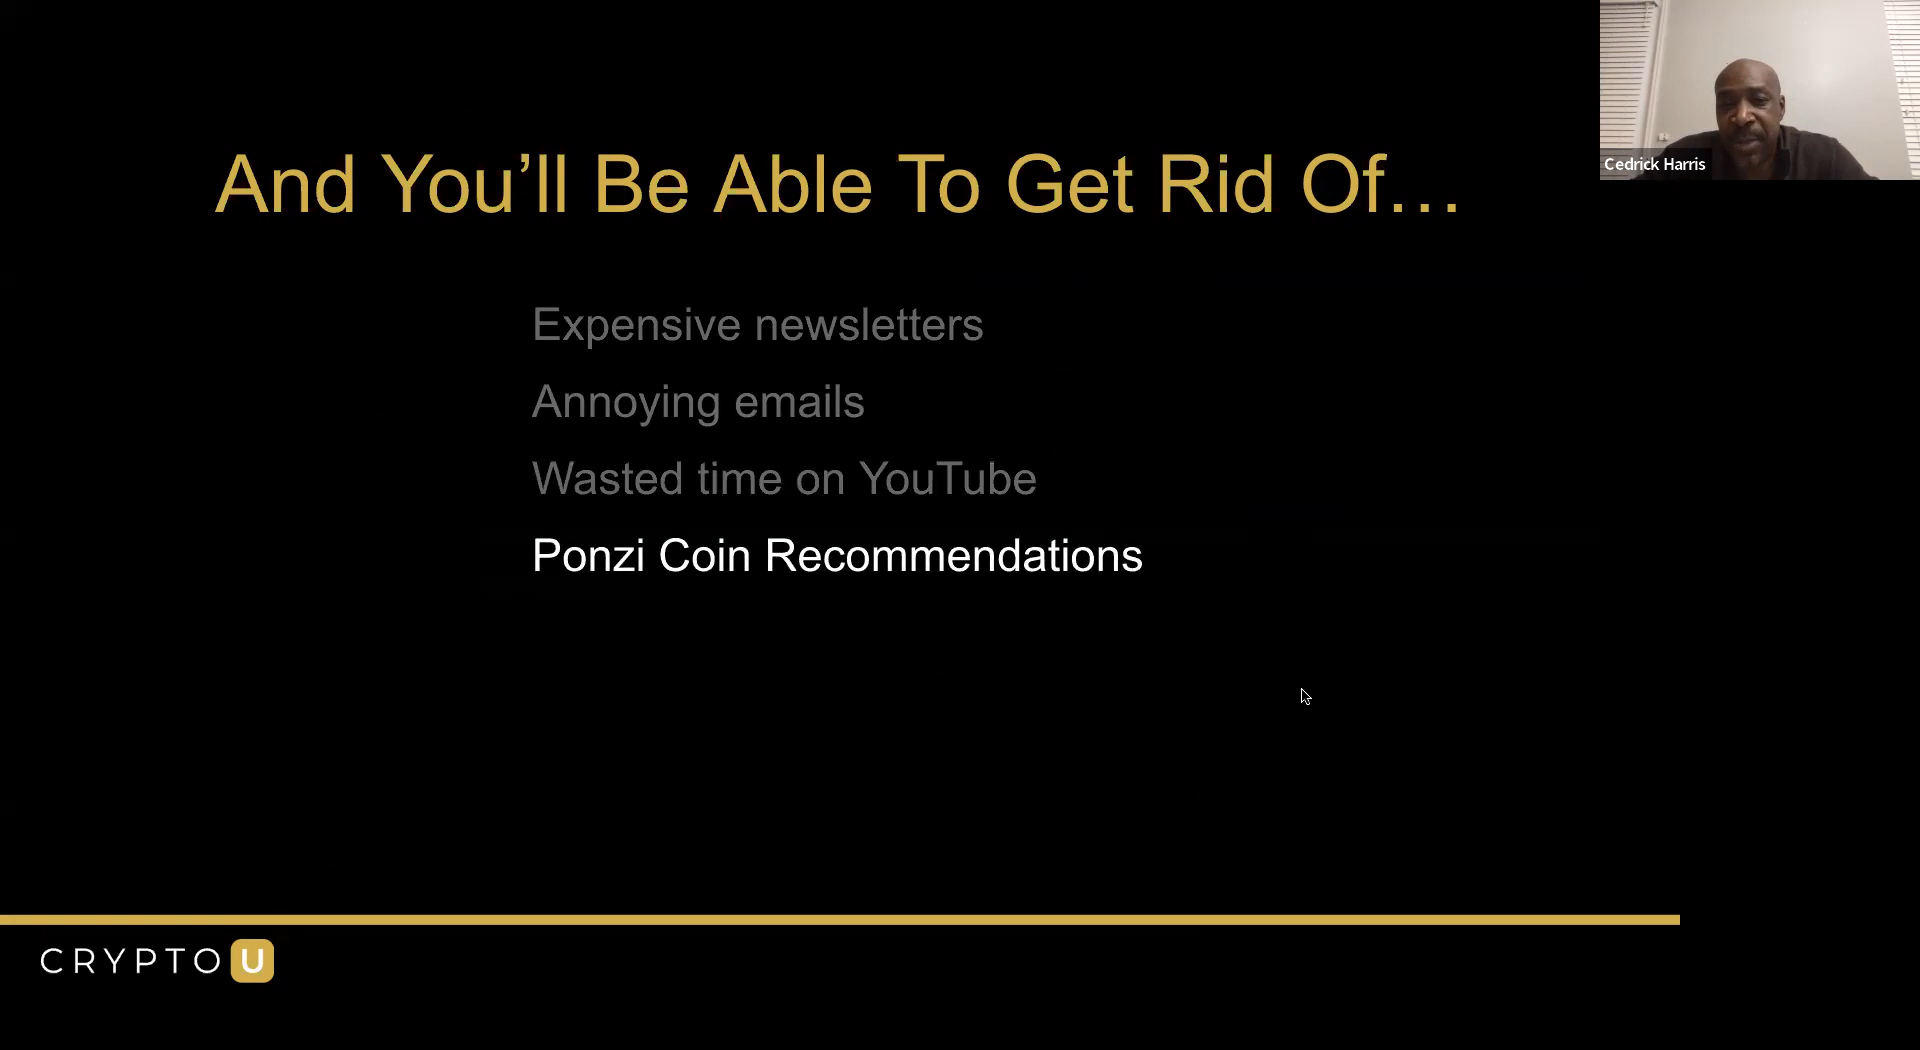 Cedrick Harris
And You’ll Be Able To Get Rid Of…
Expensive newsletters
Annoying emails
Wasted time on YouTube
Ponzi Coin Recommendations
CRYPTO U